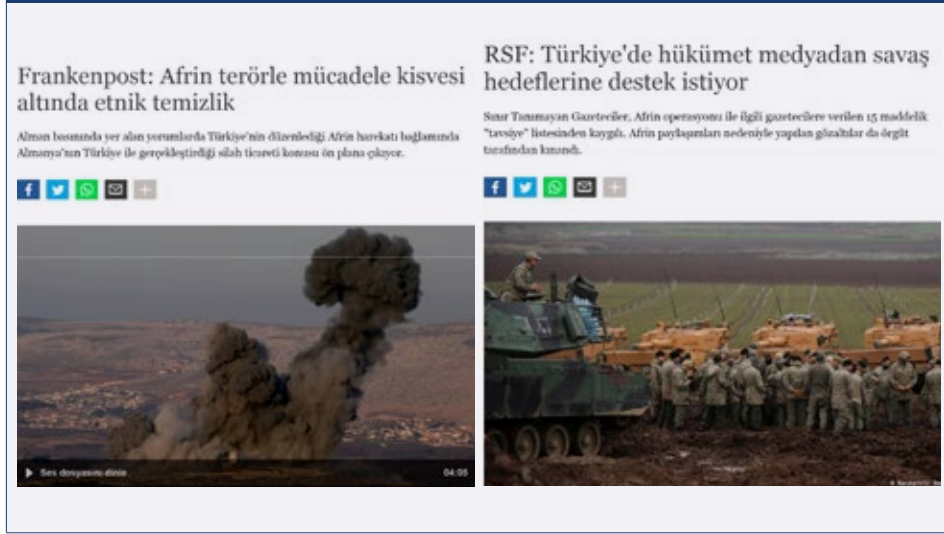 Frankenpost: Afrin terörle mücadele kisvesi
altında etnik temizlik
Alman basınında yer alan yorumlarda Türkiye'nin düzenlediği Afrin harekatı bağlamında
Almanya'nın Türkiye ile gerçekleştirdiği silah ticareti konusu ön plana çıkıyor.
Ses dosyasını dinle
04:05
RSF: Türkiye'de hükümet medyadan savaş
hedeflerine destek istiyor
Sınır Tanımayan Gazeteciler, Afrin operasyonu ile ilgili gazetecilere verilen 15 maddelik
"tavsiye" listesinden kaygılı. Afrin paylaşımları nedeniyle yapılan gözaltılar da örgüt
tarafından kınandı.